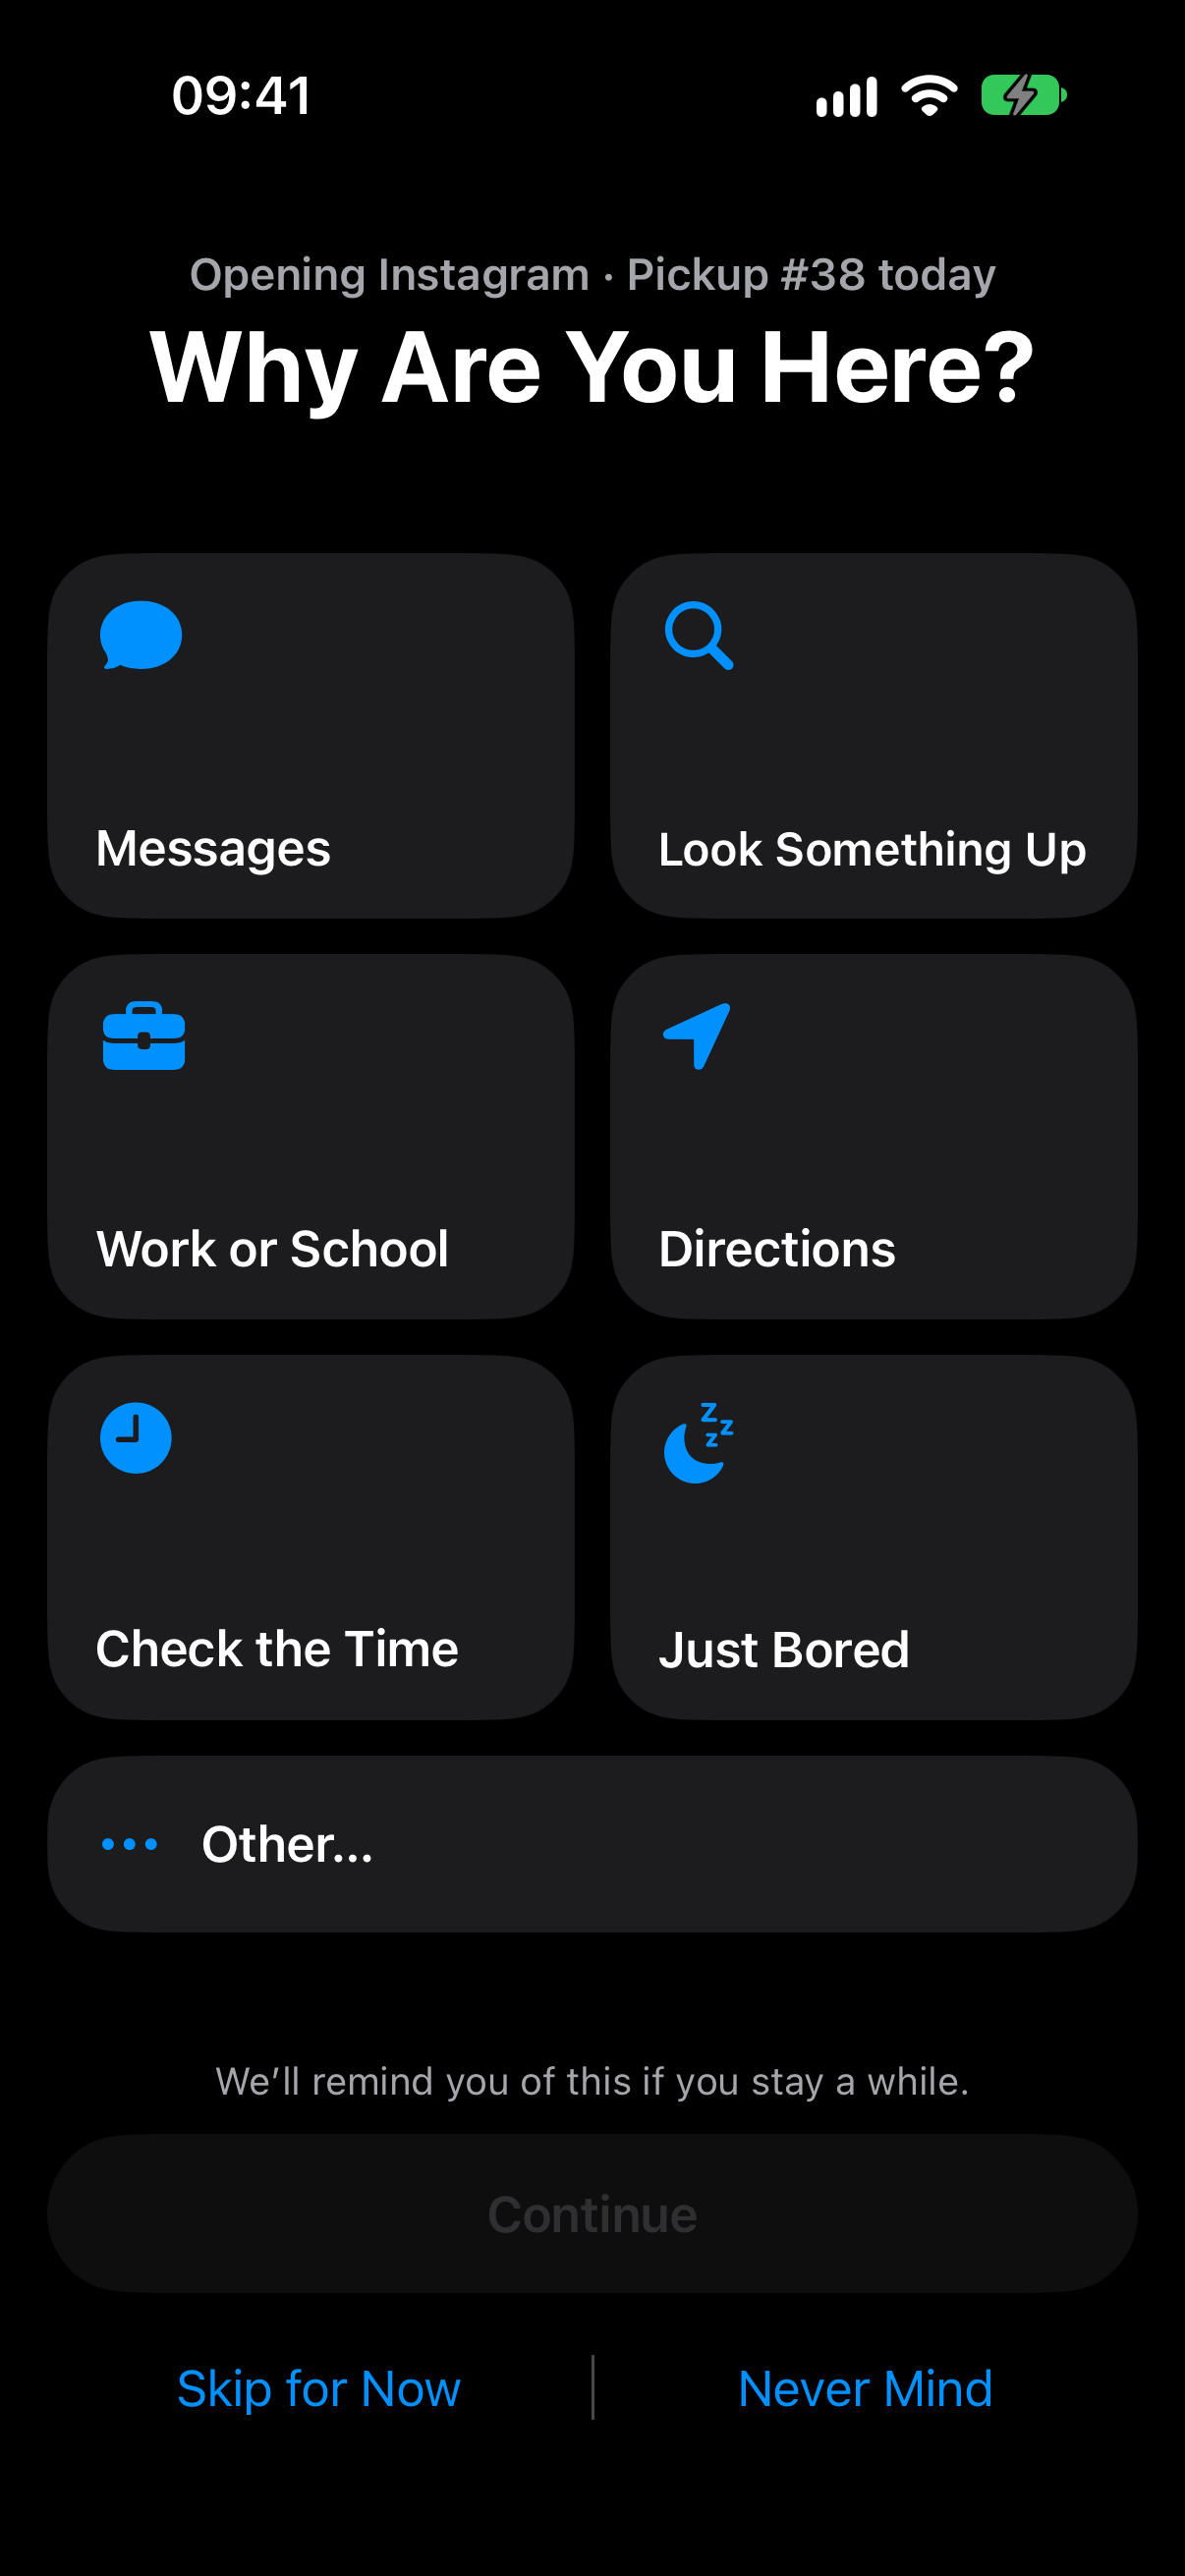 09:41
Opening Instagram · Pickup #38 today
Why Are You Here?
Messages
Look Something Up
Work or School
Directions
Check the Time
Just Bored
Other...
We’ll remind you of this if you stay a while.
Continue
Skip for Now
Never Mind